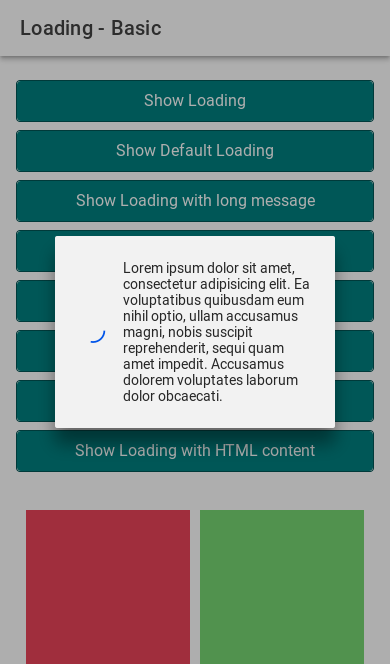 Loading - Basic
Show Loading
Show Default Loading
Show Loading with long message
Lorem ipsum dolor sit amet,
consectetur adipisicing elit. Ea
voluptatibus quibusdam eum
nihil optio, ullam accusamus
magni, nobis suscipit
reprehenderit, sequi quam
amet impedit. Accusamus
dolorem voluptates laborum
dolor obcaecati.
Show Loading with HTML content